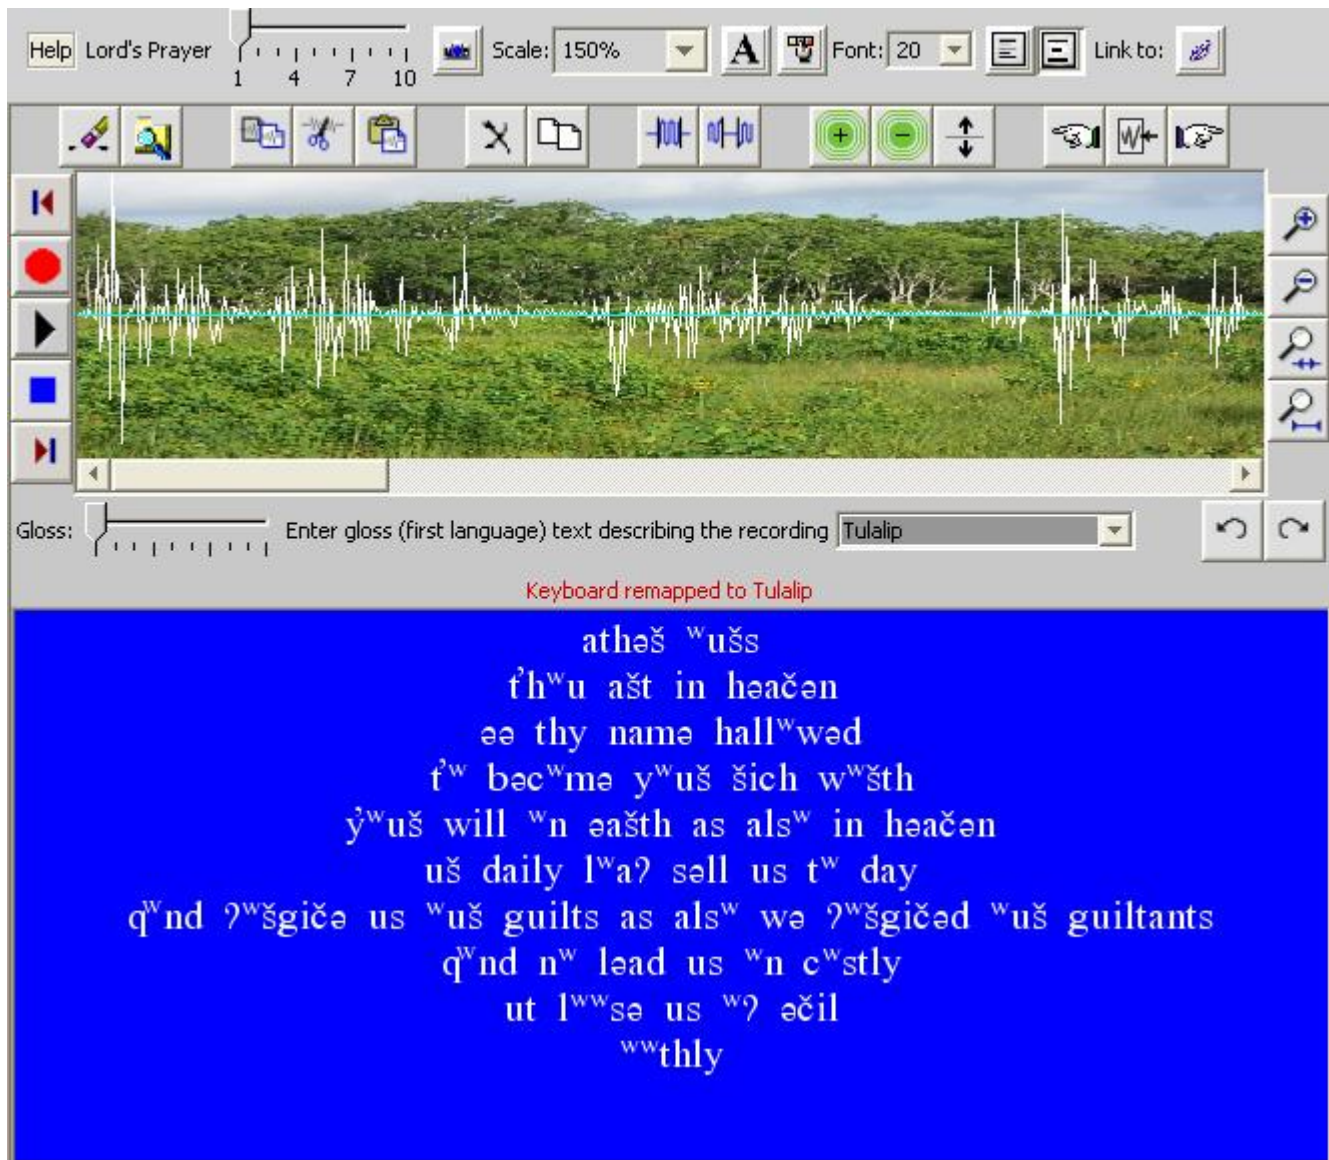 Help Lord's Prayer 1 4 7 10 Scale: 150% A Font: 20 Link to:
Gloss: Enter gloss (first language) text describing the recording Tulalip
Keyboard remapped to Tulalip
athəš ʷušs
t̓hʷu ašt in həačən
əə thy namə hallʷwəd
t̓ʷ bəcʷmə yʷuš šich wʷšth
y̓ʷuš will ʷn əašth as alsʷ in həačən
uš daily lʷaʔ səll us tʷ day
qʷnd ʔʷšgičə us ʷuš guilts as alsʷ wə ʔʷšgičəd ʷuš guiltants
qʷnd nʷ ləad us ʷn cʷstly
ut lʷʷsə us ʷʔ əčil
ʷʷthly